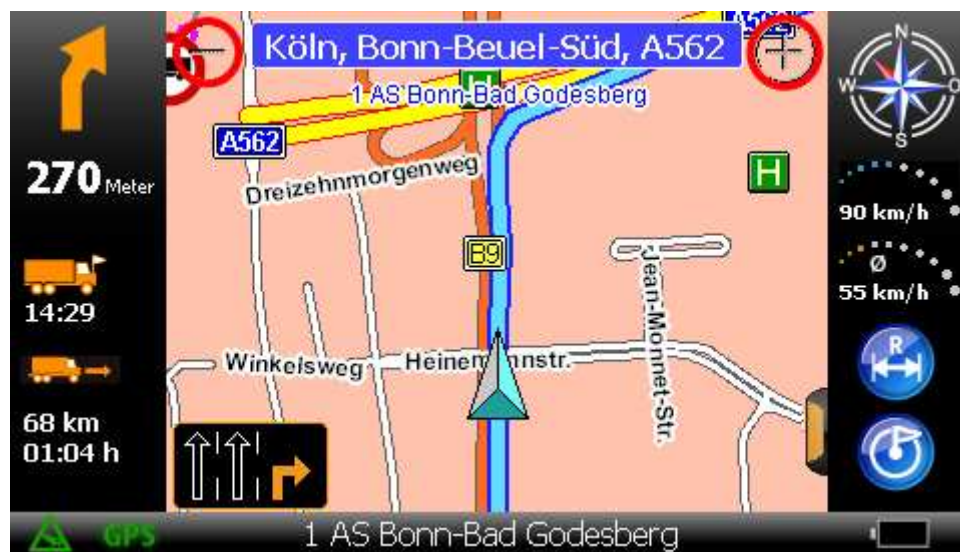 Köln, Bonn-Beuel-Süd, A562
1 AS Bonn-Bad Godesberg
A562
H
H
Dreizehnmorgenweg
270 Meter
B9
Jean-Monnet-Str.
14:29
Winkelsweg
68 km
01:04 h
N
W
O
S
90 km/h
Ø
55 km/h
R
GPS
1 AS Bonn-Bad Godesberg